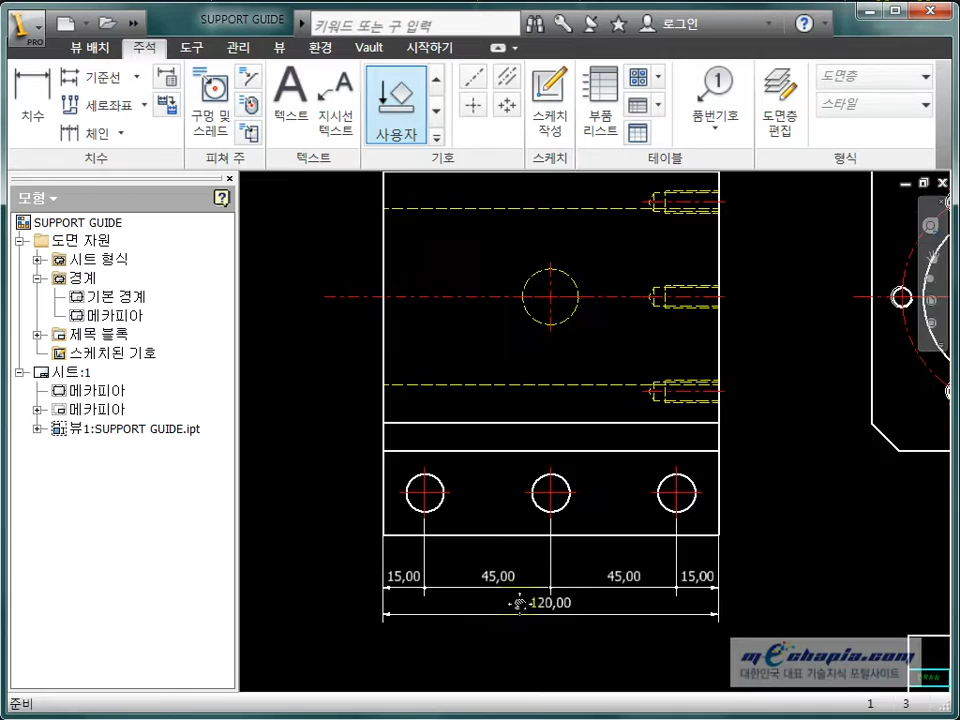 SUPPORT GUIDE
키워드 또는 구 입력
로그인
PRO
뷰 배치 주석 도구 관리 뷰 환경 Vault 시작하기
치수
기준선
세로좌표
체인
구멍 및
스레드
텍스트
지시선
텍스트
사용자
스케치
작성
부품
리스트
품번기호
도면층
편집
도면층
스타일
치수 피쳐 주 텍스트 기호 스케치 테이블 형식
모형
SUPPORT GUIDE
도면 자원
시트 형식
경계
기본 경계
메카피아
제목 블록
스케치된 기호
시트:1
메카피아
메카피아
뷰1:SUPPORT GUIDE.ipt
15,00 45,00 45,00 15,00
120,00
mechapia.com
대한민국 대표 기술지식 포털사이트
DRAW
준비
1 3